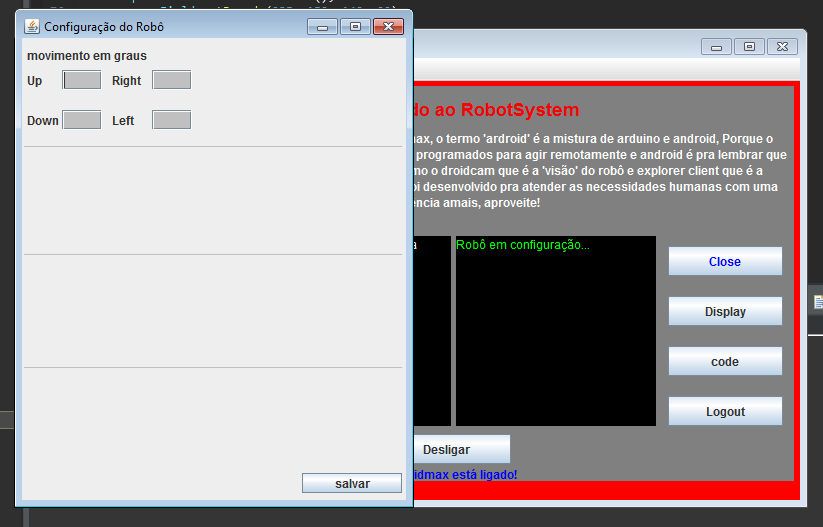 Configuração do Robô
movimento em graus
Up
Right
Down
Left
salvar
do ao RobotSystem
max, o termo 'ardroid' é a mistura de arduino e android, Porque o
programados para agir remotamente e android é pra lembrar que
mo o droidcam que é a 'visão' do robô e explorer client que é a
oi desenvolvido pra atender as necessidades humanas com uma
encia amais, aproveite!
a
Robô em configuração...
Close
Display
code
Logout
Desligar
idmax está ligado!